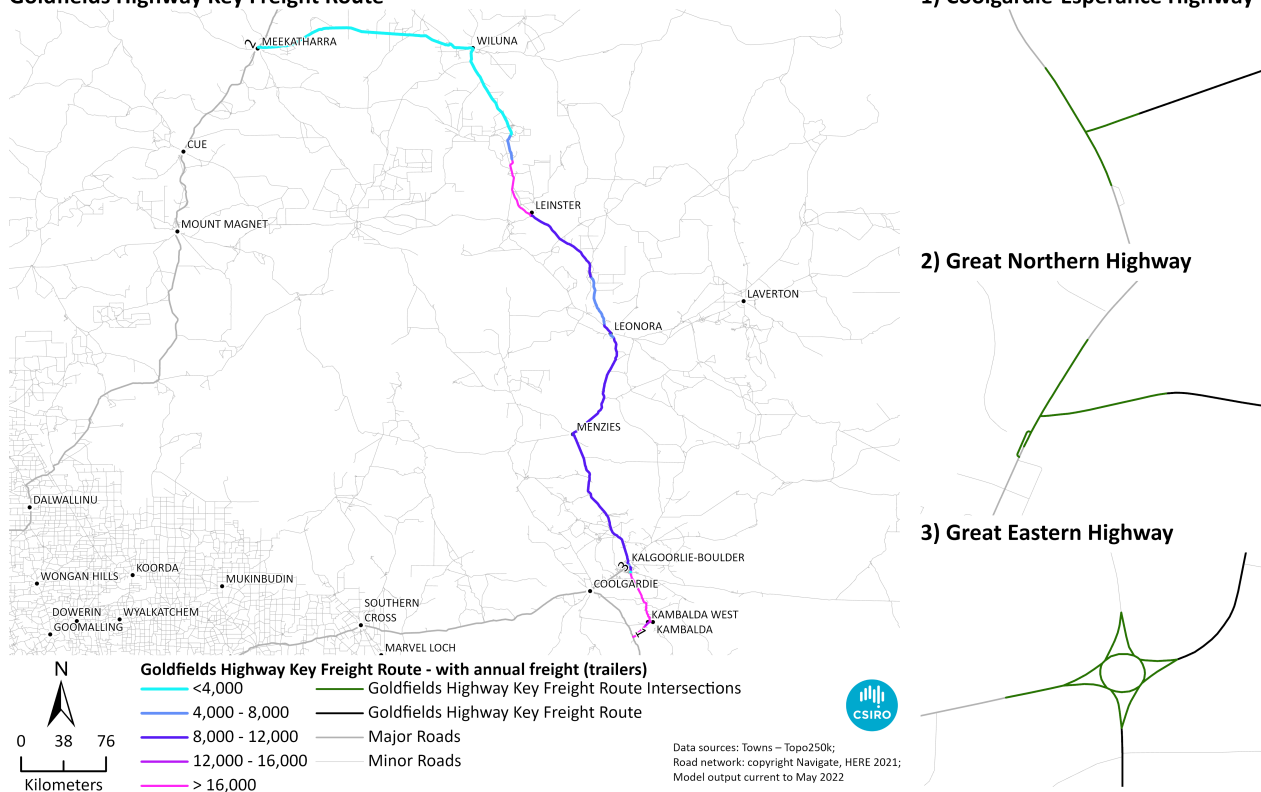 Goldfields Highway Key Freight Route
1) Coolgardie-Esperance Highway
2
MEEKATHARRA
WILUNA
CUE
MOUNT MAGNET
LEINSTER
LAVERTON
LEONORA
MENZIES
DALWALLINU
KALGOORLIE-BOULDER
3
COOLGARDIE
WONGAN HILLS
KOORDA
MUKINBUDIN
DOWERIN
WYALKATCHEM
GOOMALLING
SOUTHERN
CROSS
MARVEL LOCH
KAMBALDA WEST
KAMBALDA
1
2) Great Northern Highway
3) Great Eastern Highway
N
0 38 76
Kilometers
Goldfields Highway Key Freight Route - with annual freight (trailers)
<4,000
4,000 - 8,000
8,000 - 12,000
12,000 - 16,000
> 16,000
Goldfields Highway Key Freight Route Intersections
Goldfields Highway Key Freight Route
Major Roads
Minor Roads
CSIRO
Data sources: Towns – Topo250k;
Road network: copyright Navigate, HERE 2021;
Model output current to May 2022